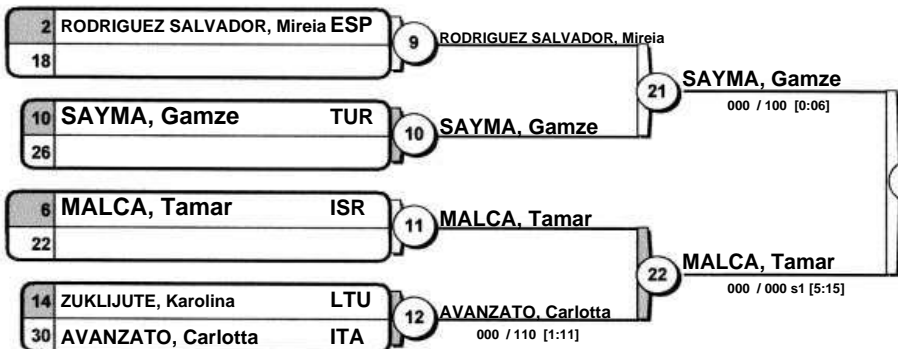 2 RODRIGUEZ SALVADOR, Mireia ESP
18
9
RODRIGUEZ SALVADOR, Mireia
10 SAYMA, Gamze TUR
26
10
SAYMA, Gamze
21
SAYMA, Gamze
000 / 100 [0:06]
6 MALCA, Tamar ISR
22
11
MALCA, Tamar
14 ZUKLIJUTE, Karolina LTU
30 AVANZATO, Carlotta ITA
12
AVANZATO, Carlotta
000 / 110 [1:11]
22
MALCA, Tamar
000 / 000 s1 [5:15]